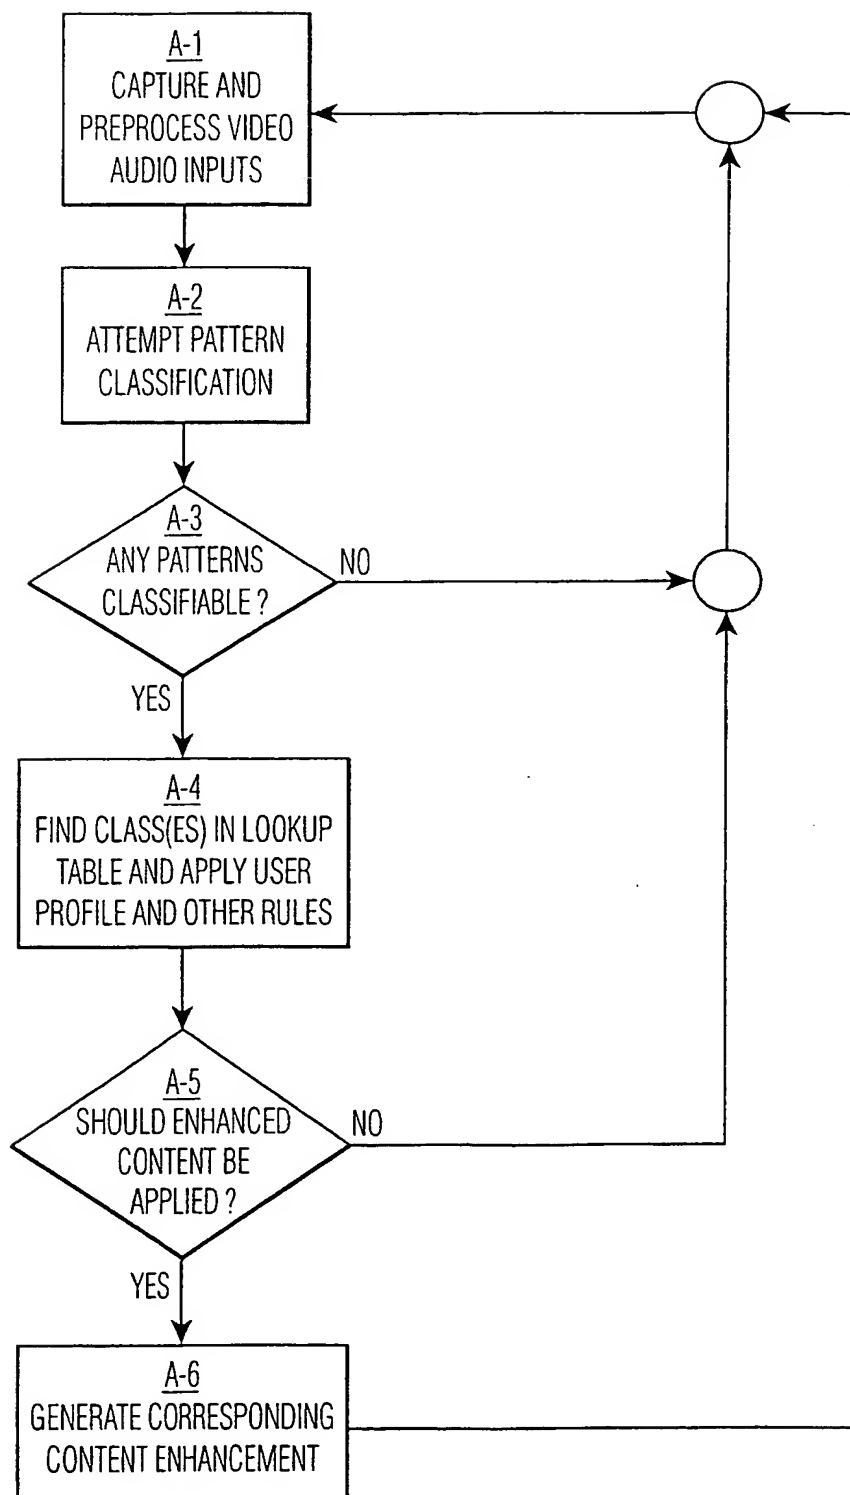 A-1
CAPTURE AND
PREPROCESS VIDEO
AUDIO INPUTS
A-2
ATTEMPT PATTERN
CLASSIFICATION
A-3
ANY PATTERNS
CLASSIFIABLE ?
NO
YES
A-4
FIND CLASS(ES) IN LOOKUP
TABLE AND APPLY USER
PROFILE AND OTHER RULES
A-5
SHOULD ENHANCED
CONTENT BE
APPLIED ?
NO
YES
A-6
GENERATE CORRESPONDING
CONTENT ENHANCEMENT